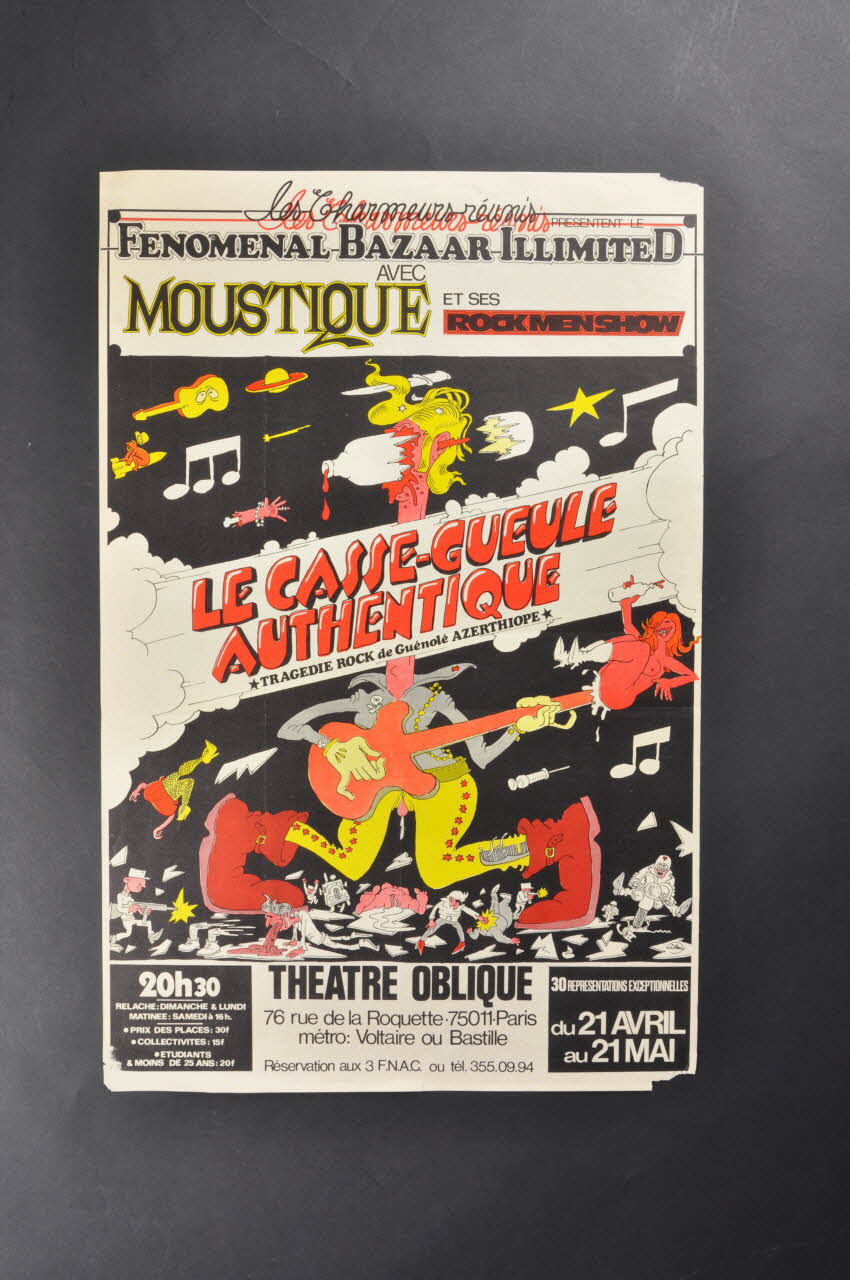 les Charmeurs réunis PRESENTENT LE
FENOMENAL BAZAAR ILLIMITED
AVEC
MOUSTIQUE ET SES ROCK MEN SHOW
LE CASSE-GUEULE
AUTHENTIQUE
★TRAGEDIE ROCK de Guénolé AZERTHIOPE★
20h30
RELACHE: DIMANCHE & LUNDI
MATINEE: SAMEDI à 16h.
•PRIX DES PLACES: 30f
•COLLECTIVITES: 15f
•ETUDIANTS
& MOINS DE 25 ANS: 20f
THEATRE OBLIQUE
76 rue de la Roquette·75011·Paris
métro: Voltaire ou Bastille
Réservation aux 3 F.N.A.C. ou tél. 355.09.94
30 REPRESENTATIONS EXCEPTIONNELLES
du 21 AVRIL
au 21 MAI